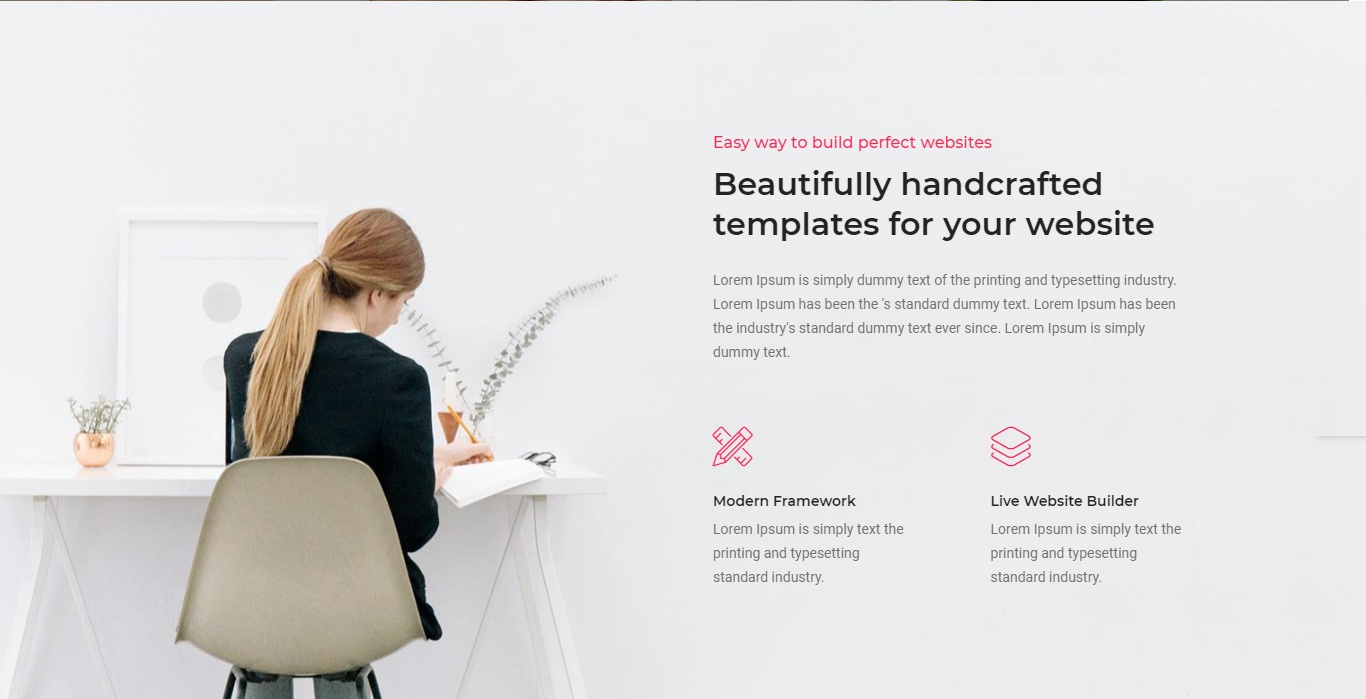 Easy way to build perfect websites
Beautifully handcrafted
templates for your website
Lorem Ipsum is simply dummy text of the printing and typesetting industry.
Lorem Ipsum has been the 's standard dummy text. Lorem Ipsum has been
the industry's standard dummy text ever since. Lorem Ipsum is simply
dummy text.
Modern Framework
Lorem Ipsum is simply text the
printing and typesetting
standard industry.
Live Website Builder
Lorem Ipsum is simply text the
printing and typesetting
standard industry.